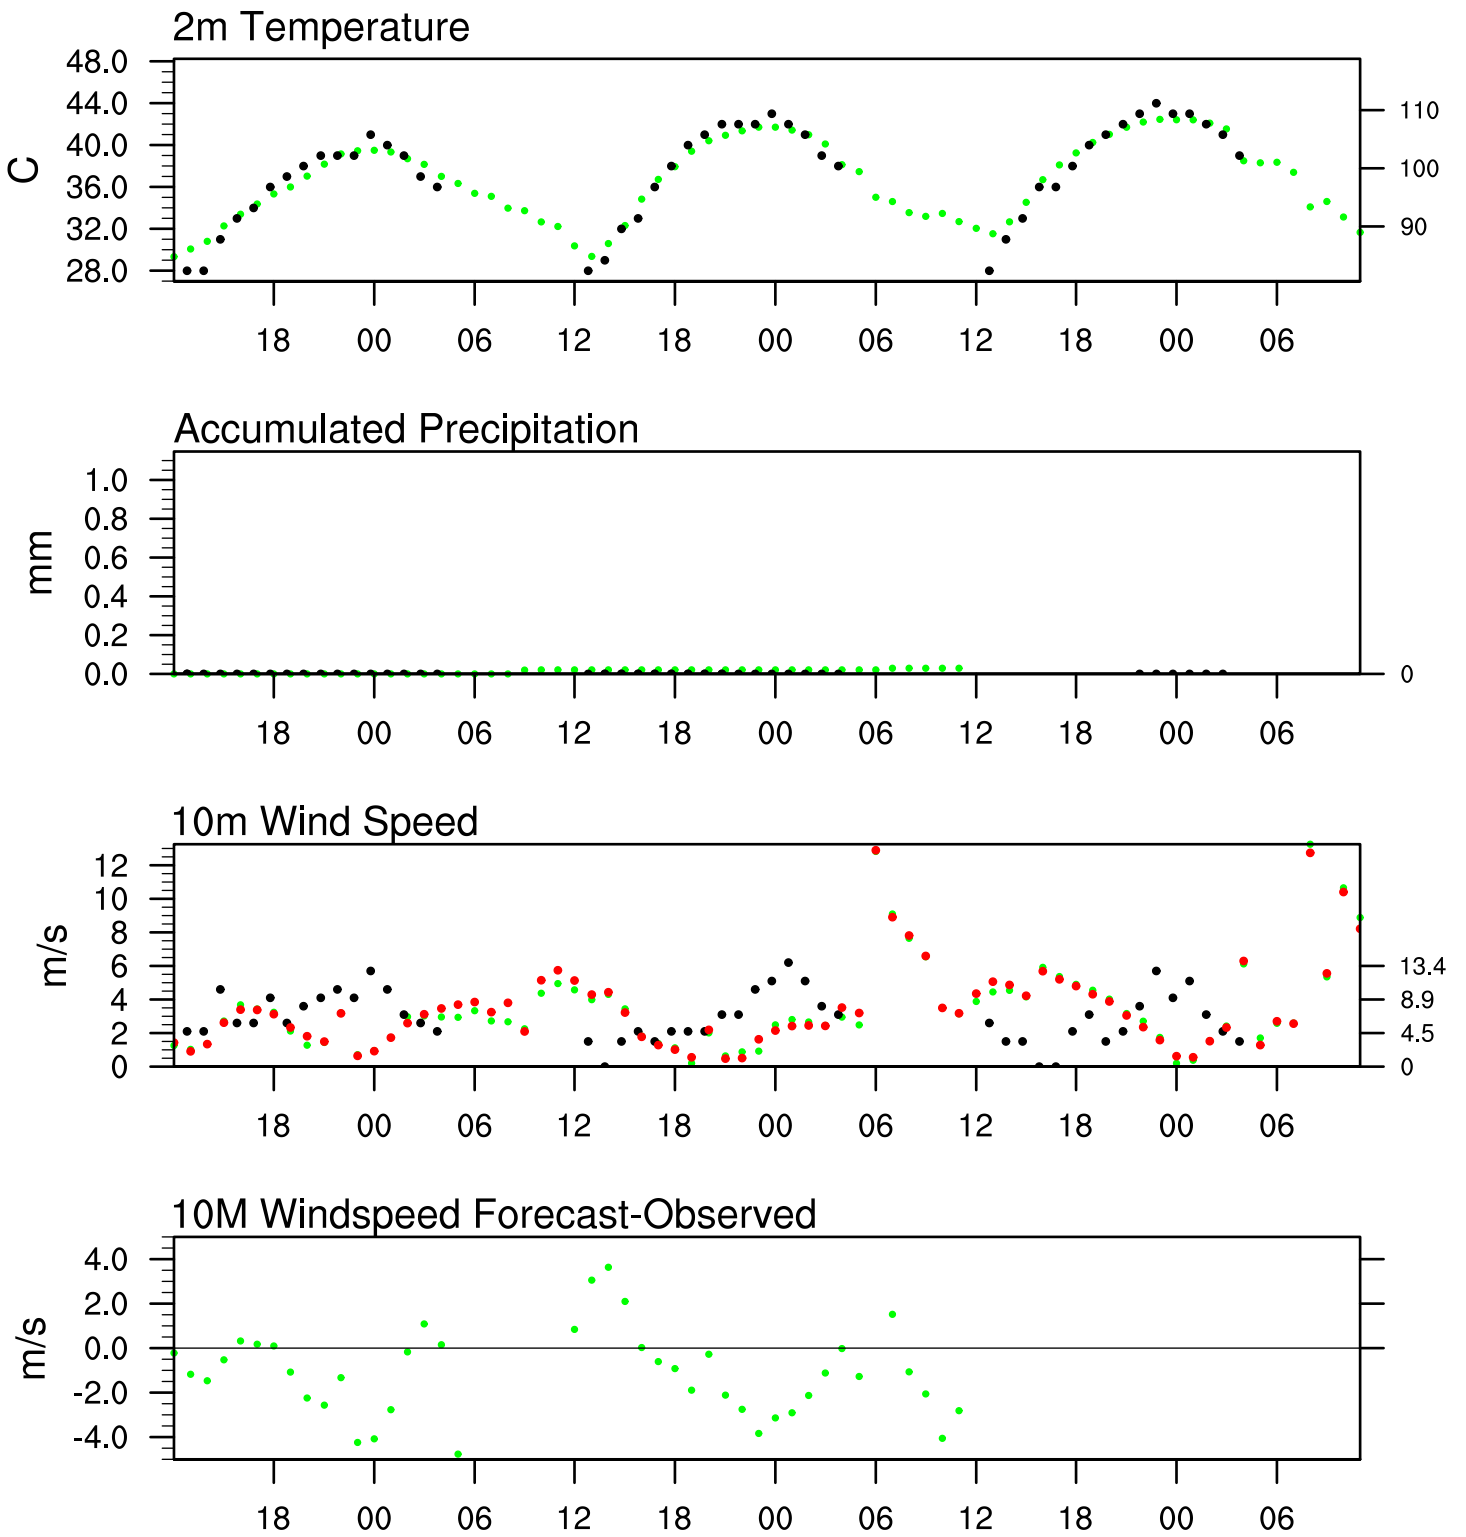 2m Temperature
48.0
44.0
40.0
36.0
32.0
28.0
C
110
100
90
18 00 06 12 18 00 06 12 18 00 06
Accumulated Precipitation
1.0
0.8
0.6
0.4
0.2
0.0
mm
0
18 00 06 12 18 00 06 12 18 00 06
10m Wind Speed
12
10
8
6
4
2
0
m/s
13.4
8.9
4.5
0
18 00 06 12 18 00 06 12 18 00 06
10M Windspeed Forecast-Observed
4.0
2.0
0.0
-2.0
-4.0
m/s
18 00 06 12 18 00 06 12 18 00 06